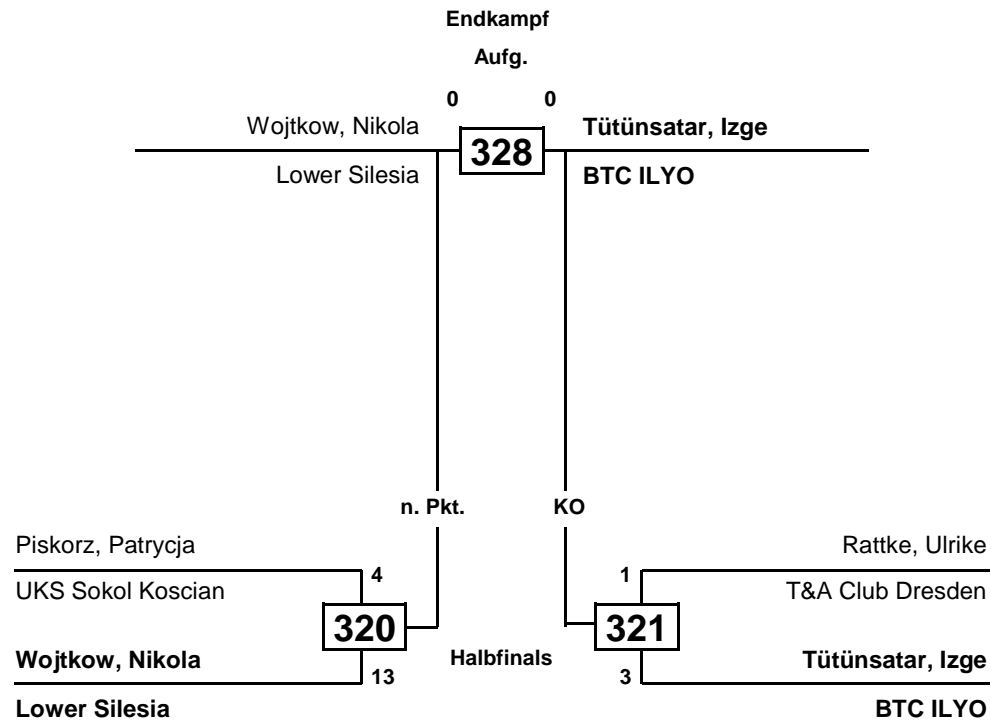 Endkampf
Aufg.
0 0
Wojtkow, Nikola 328 Tütünsatar, Izge
Lower Silesia BTC ILYO
n. Pkt. KO
Piskorz, Patrycja Rattke, Ulrike
4 1
UKS Sokol Koscian T&A Club Dresden
320 321
Wojtkow, Nikola Halbfinals Tütünsatar, Izge
13 3
Lower Silesia BTC ILYO